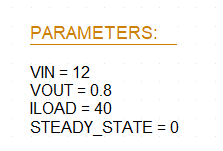 PARAMETERS:
VIN = 12
VOUT = 0.8
ILOAD = 40
STEADY_STATE = 0